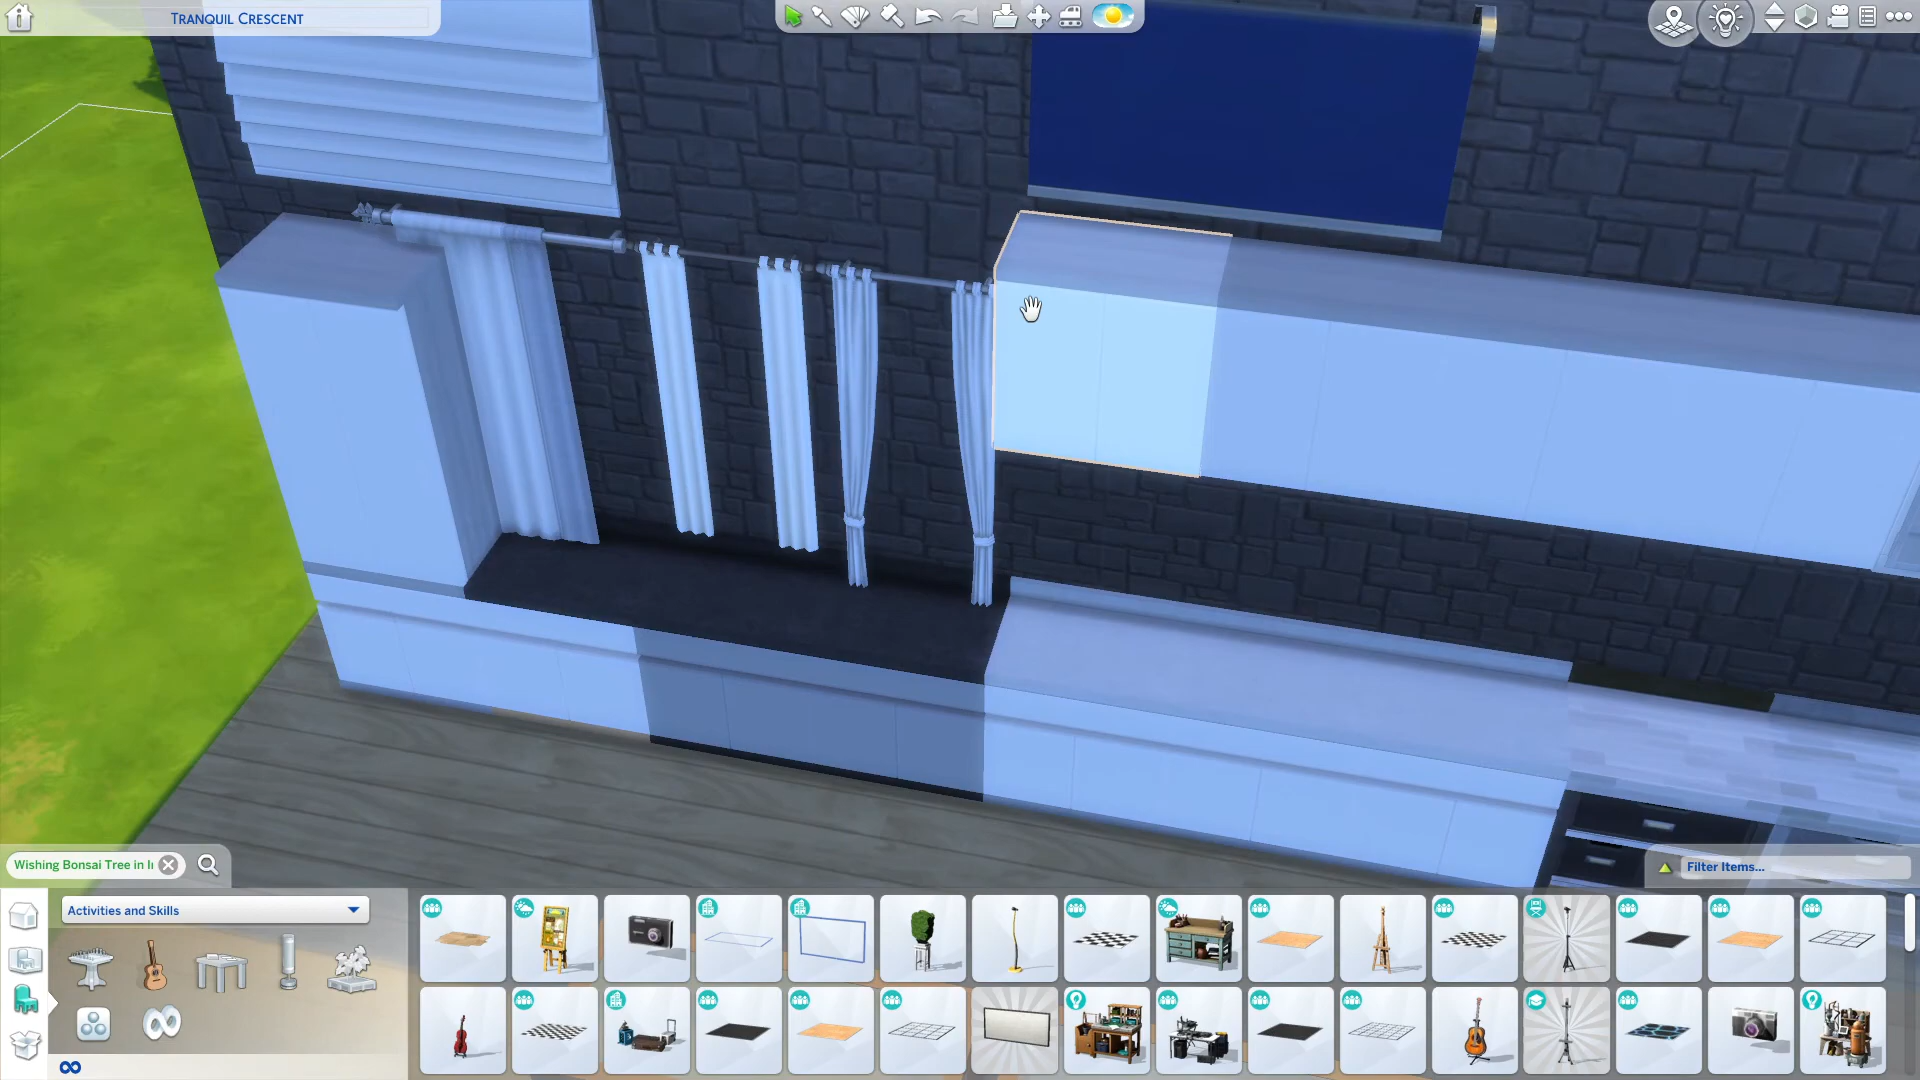 TRANQUIL CRESCENT
Wishing Bonsai Tree in I
Filter Items...
Activities and Skills